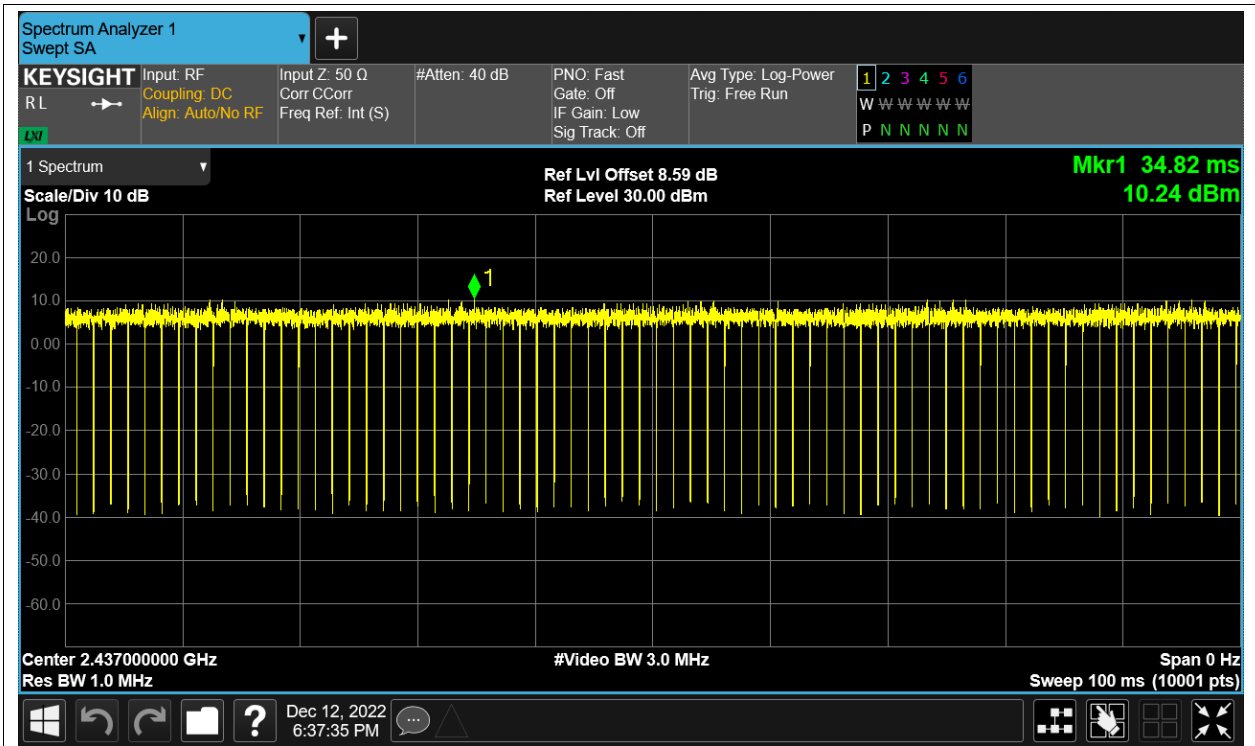 Spectrum Analyzer 1
Swept SA
KEYSIGHT
R L
LXI
Input: RF
Coupling: DC
Align: Auto/No RF
Input Z: 50 Ω
Corr CCorr
Freq Ref: Int (S)
#Atten: 40 dB
PNO: Fast
Gate: Off
IF Gain: Low
Sig Track: Off
Avg Type: Log-Power
Trig: Free Run
1 2 3 4 5 6
W W W W W W
P N N N N N
1 Spectrum
Scale/Div 10 dB
Ref Lvl Offset 8.59 dB
Ref Level 30.00 dBm
Mkr1 34.82 ms
10.24 dBm
Log
20.0
1
10.0
0.00
-10.0
-20.0
-30.0
-40.0
-50.0
-60.0
Center 2.437000000 GHz
#Video BW 3.0 MHz
Span 0 Hz
Res BW 1.0 MHz
Sweep 100 ms (10001 pts)
?
Dec 12, 2022
6:37:35 PM